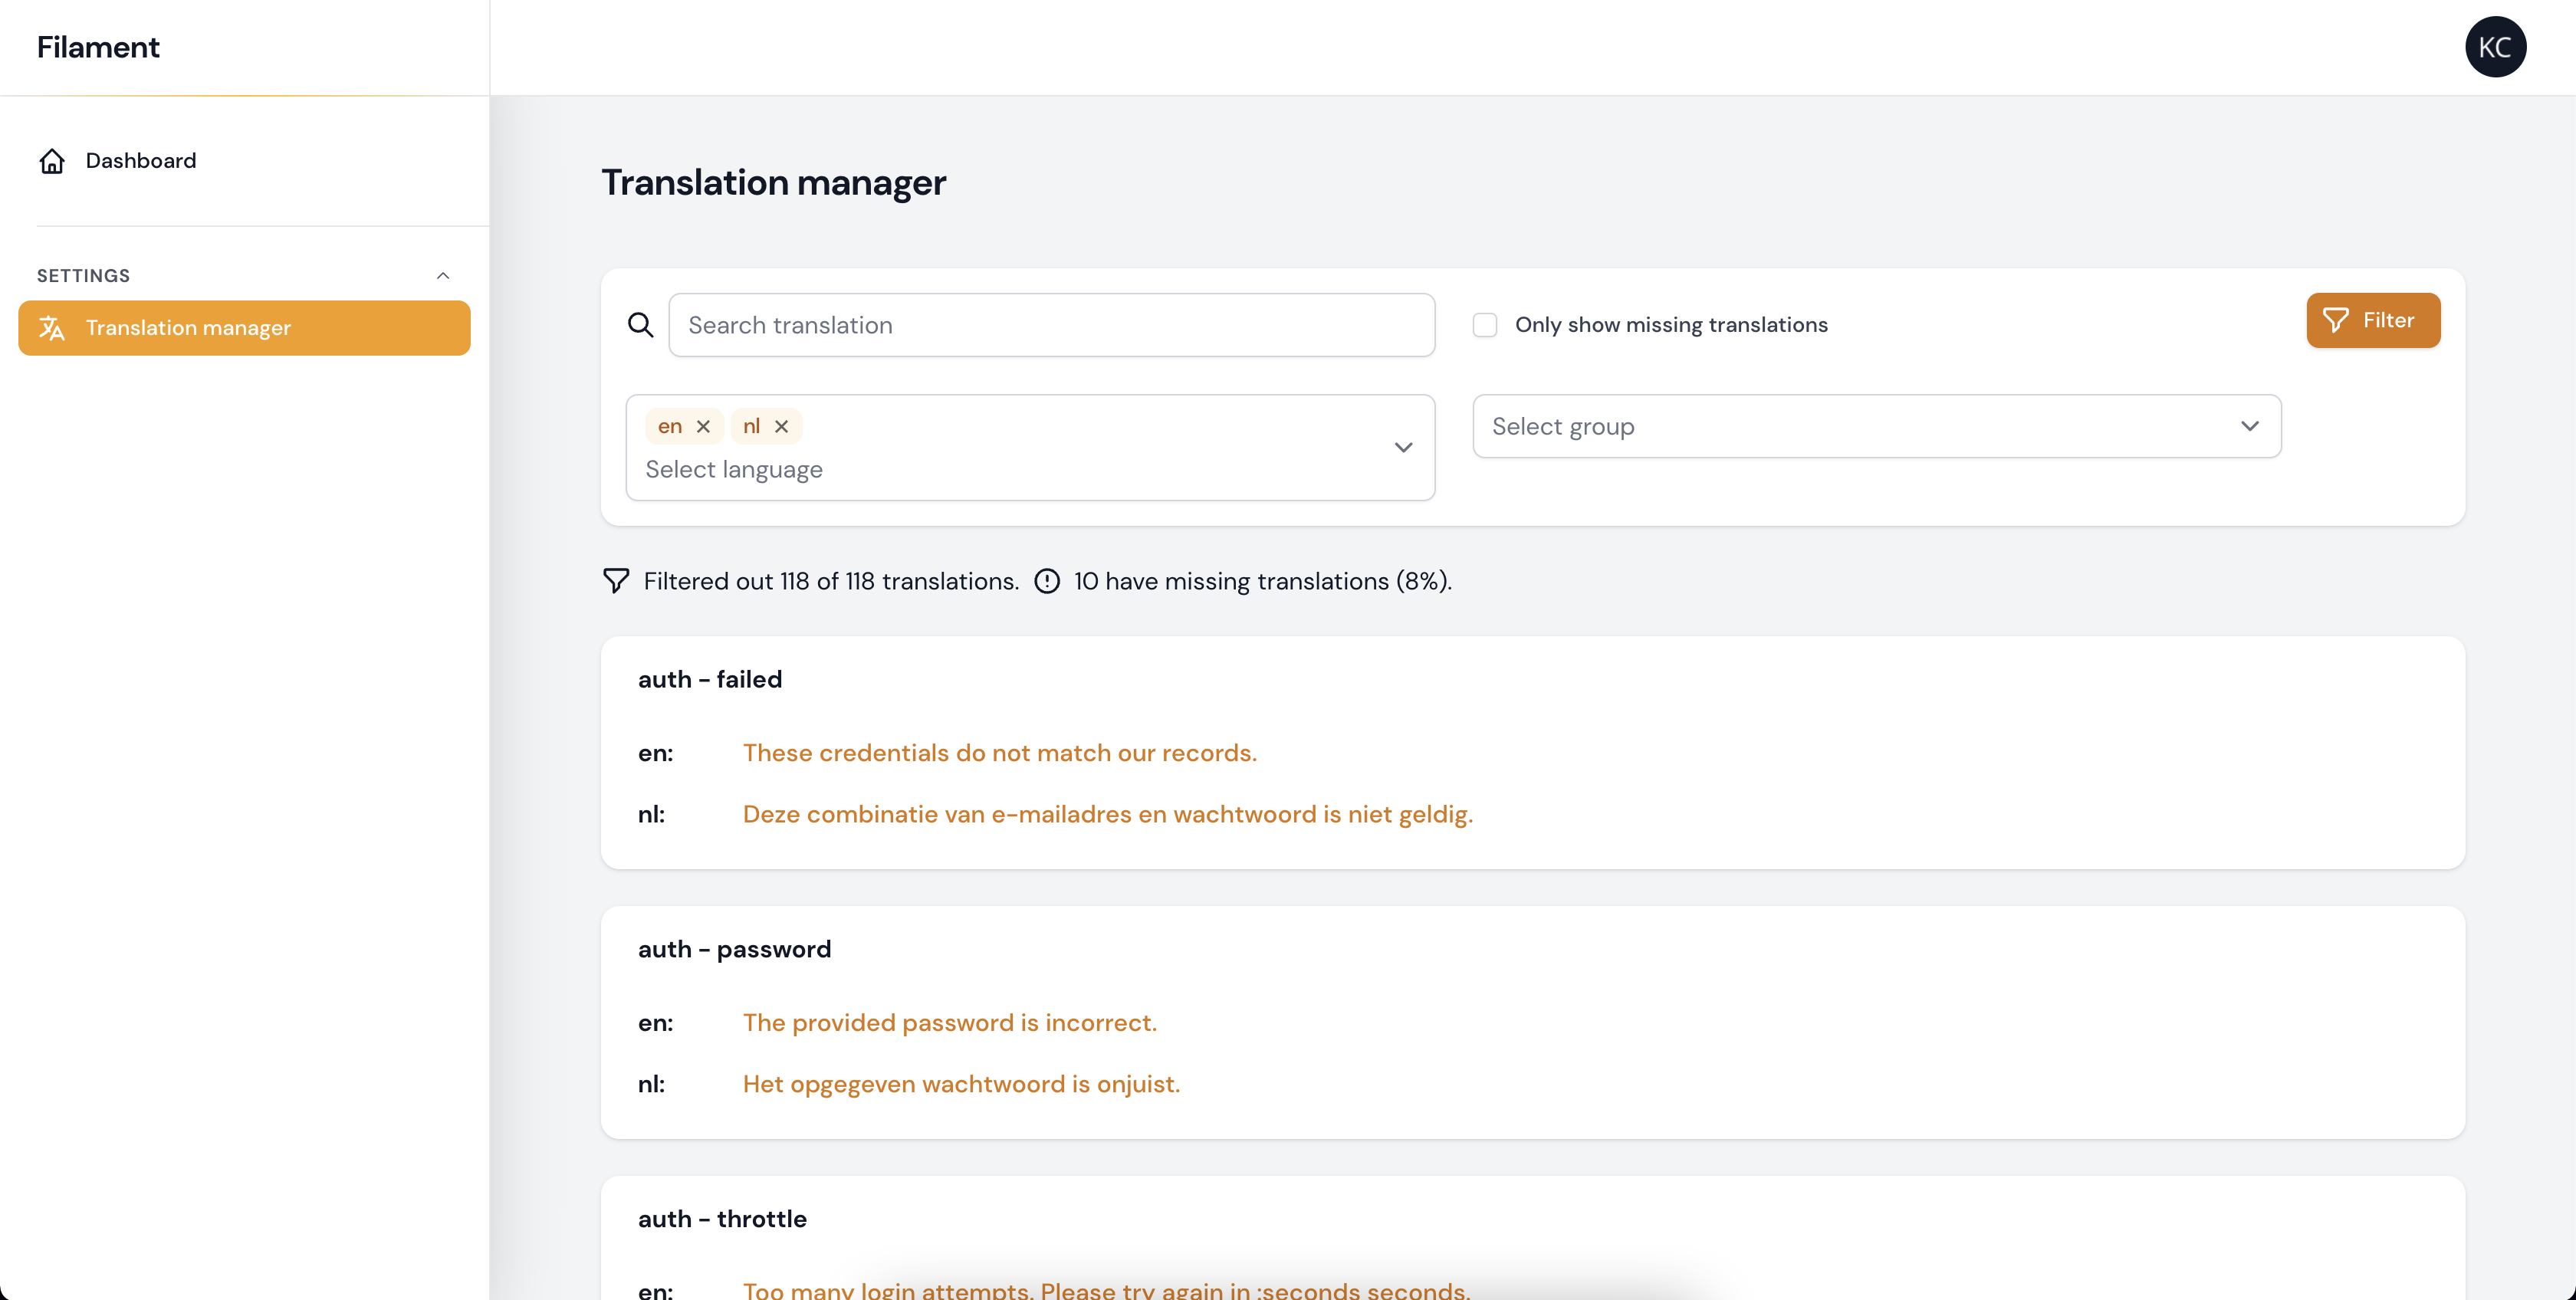 Filament
KC
Dashboard
SETTINGS
Translation manager
Translation manager
Search translation
Only show missing translations
Filter
en
nl
Select language
Select group
Filtered out 118 of 118 translations.
10 have missing translations (8%).
auth - failed
en: These credentials do not match our records.
nl: Deze combinatie van e-mailadres en wachtwoord is niet geldig.
auth - password
en: The provided password is incorrect.
nl: Het opgegeven wachtwoord is onjuist.
auth - throttle
en: Too many login attempts. Please try again in :seconds seconds.